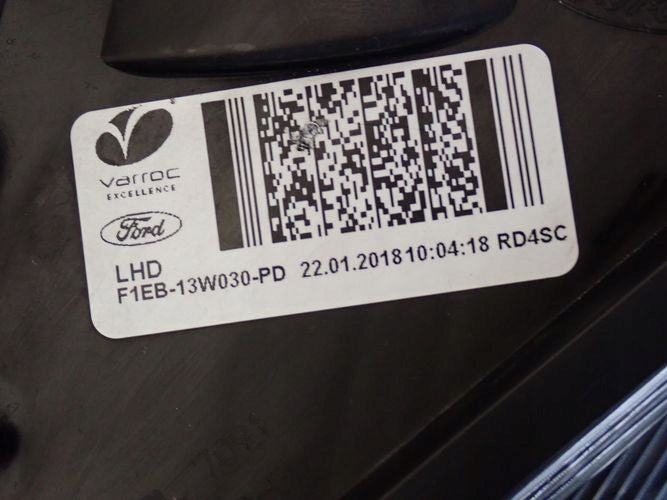 varroc
EXCELLENCE
Ford
LHD
F1EB-13W030-PD 22.01.2018 10:04:18 RD4SC